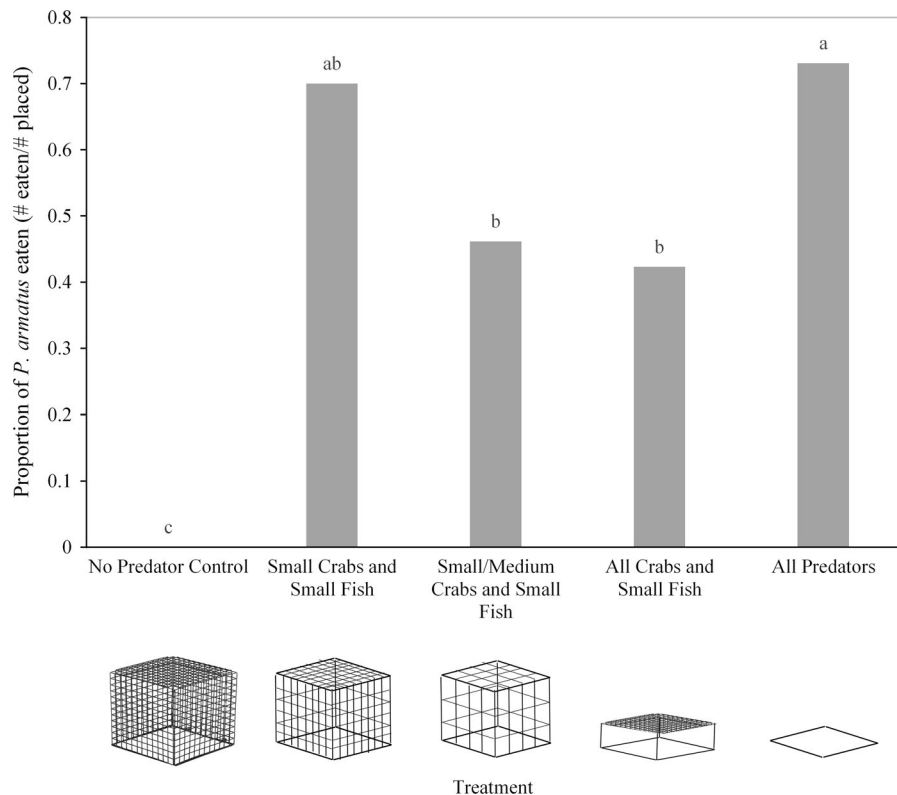 Proportion of P. armatus eaten (# eaten/# placed)
0.8
0.7
0.6
0.5
0.4
0.3
0.2
0.1
0
c
ab
b
b
a
No Predator Control
Small Crabs and
Small Fish
Small/Medium
Crabs and Small
Fish
All Crabs and
Small Fish
All Predators
Treatment